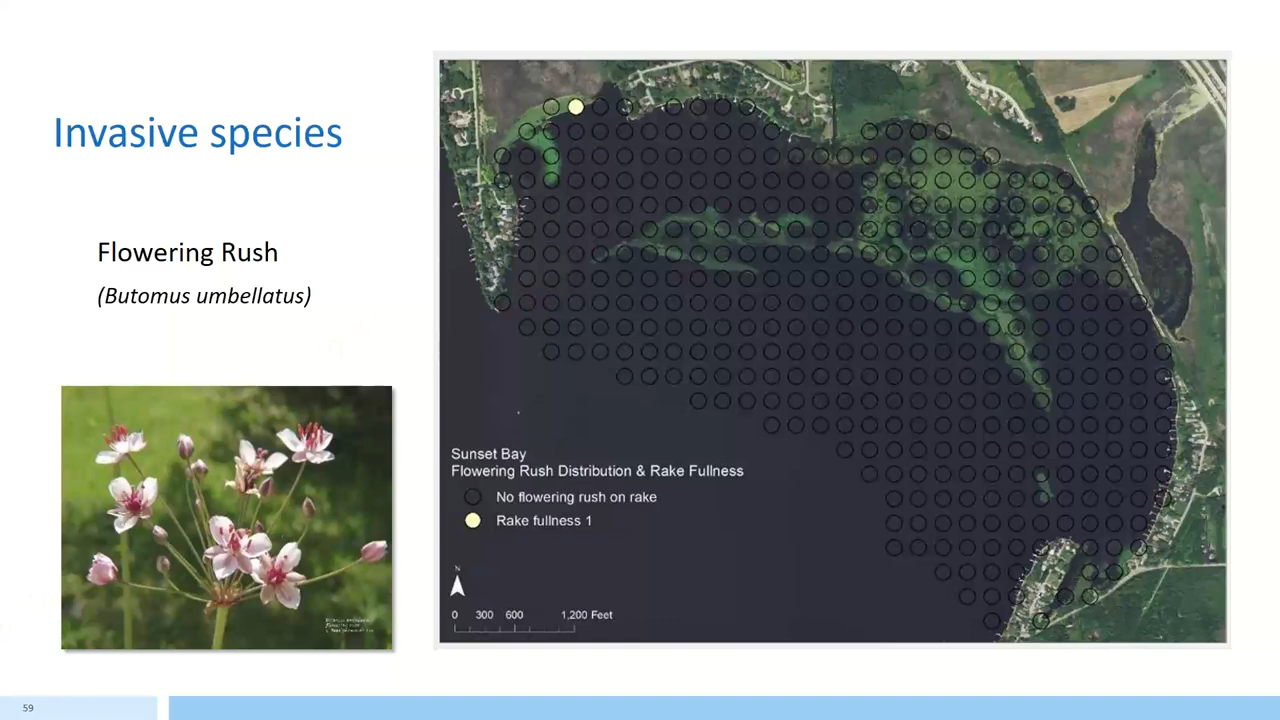 Invasive species
Flowering Rush
(Butomus umbellatus)
Sunset Bay
Flowering Rush Distribution & Rake Fullness
No flowering rush on rake
Rake fullness 1
N
0 300 600 1,200 Feet
59